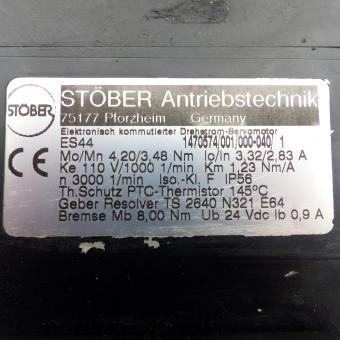 STÖBER
STÖBER Antriebstechnik
75177 Pforzheim Germany
Elektronisch kommutierter Drehstrom-Servomotor
ES44 1470574/001/000-040/ 1
Mo/Mn 4,20/3,48 Nm Io/In 3,32/2,83 A
Ke 110 V/1000 1/min Km 1,23 Nm/A
n 3000 1/min Iso.-Kl. F IP56
Th.Schutz PTC-Thermistor 145°C
Geber Resolver TS 2640 N321 E64
Bremse Mb 8,00 Nm Ub 24 Vdc Ib 0,9 A
CE